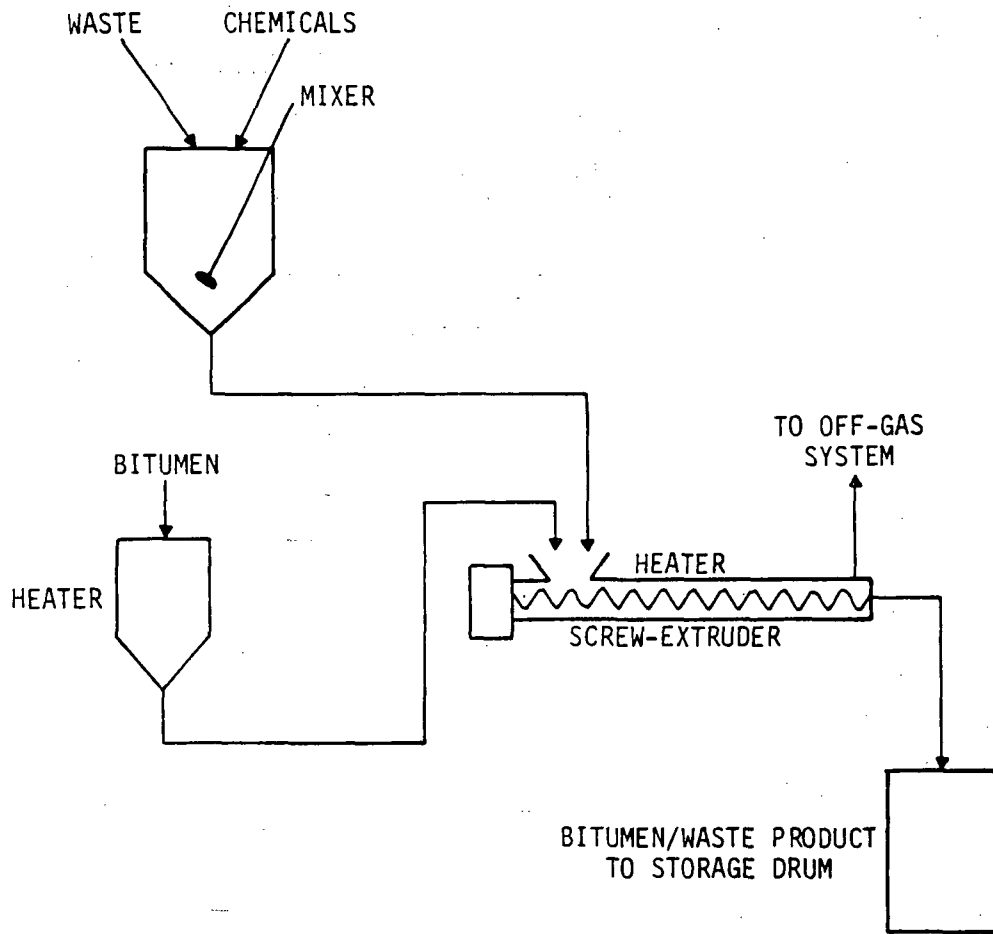 WASTE
CHEMICALS
MIXER
TO OFF-GAS
SYSTEM
BITUMEN
HEATER
HEATER
SCREW-EXTRUDER
BITUMEN/WASTE PRODUCT
TO STORAGE DRUM